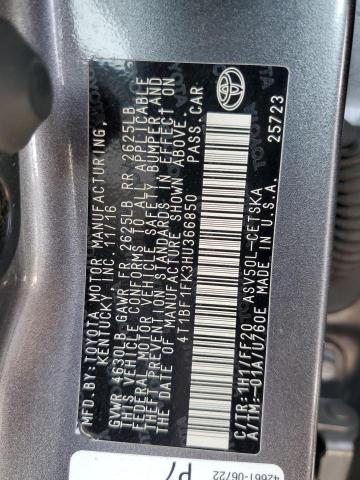 MFD.BY:TOYOTA MOTOR MANUFACTURING,
KENTUCKY, INC. 11/16
GVWR 4630LB GAWR FR 2625LB RR 2625LB
THIS VEHICLE CONFORMS TO ALL APPLICABLE
FEDERAL MOTOR VEHICLE SAFETY, BUMPER, AND
THEFT PREVENTION STANDARDS IN EFFECT ON
THE DATE OF MANUFACTURE SHOWN ABOVE.
4T1BF1FK3HU366850 PASS.CAR
C/TR: 1H1/FF20 ASV50L-CETSKA
A/TM:-01A/U760E 25723
TOYOTA
42661-06/22
P7